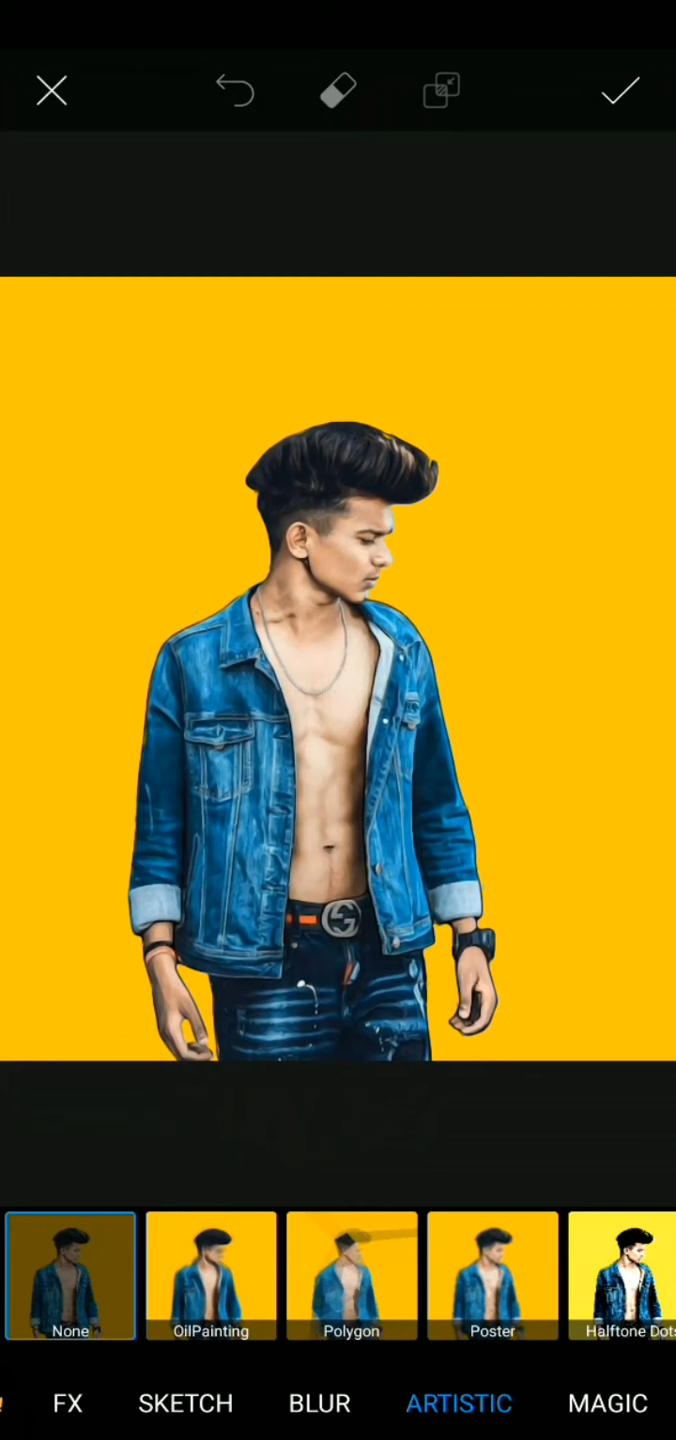 None
OilPainting
Polygon
Poster
Halftone Dots
FX
SKETCH
BLUR
ARTISTIC
MAGIC